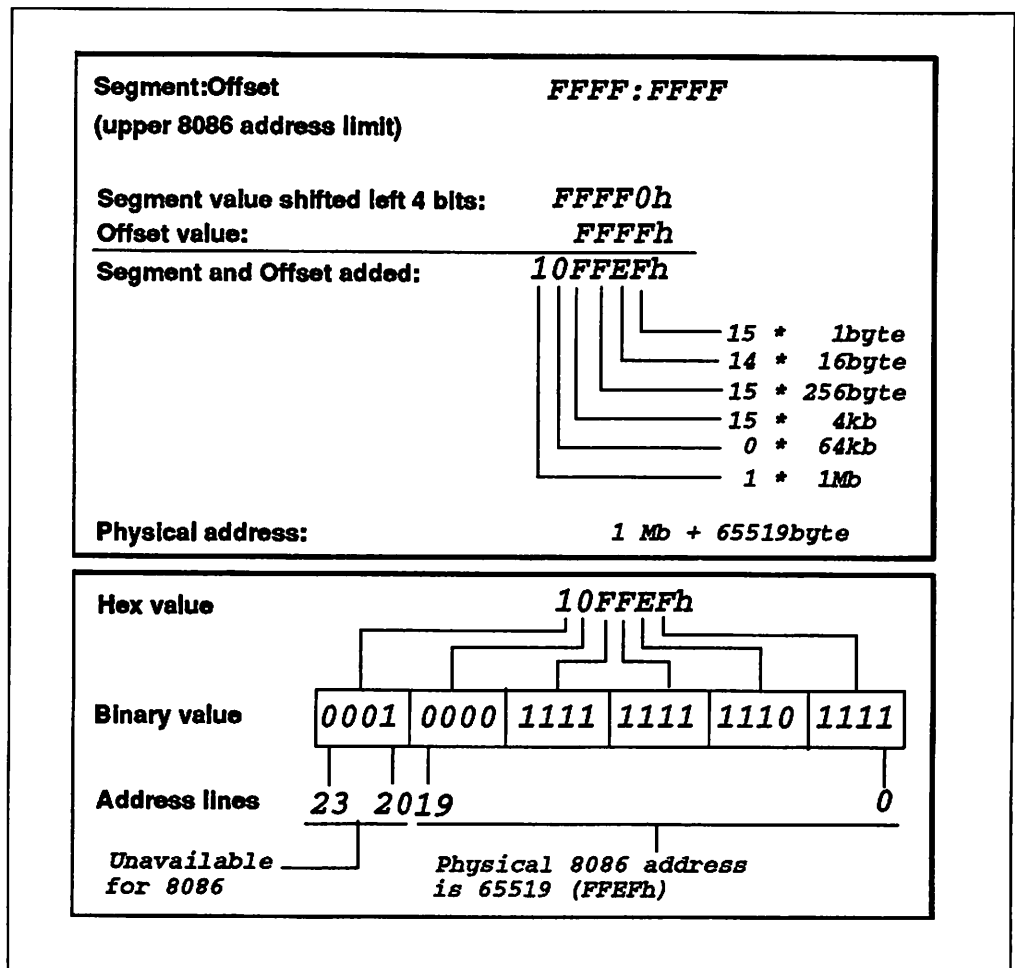 Segment:Offset FFFF:FFFF
(upper 8086 address limit)
Segment value shifted left 4 bits: FFFF0h
Offset value: FFFFh
Segment and Offset added: 10FFEFh
15 * 1byte
14 * 16byte
15 * 256byte
15 * 4kb
0 * 64kb
1 * 1Mb
Physical address: 1 Mb + 65519byte
Hex value 10FFEFh
Binary value 0001 0000 1111 1111 1110 1111
Address lines 23 20 19 0
Unavailable Physical 8086 address
for 8086 is 65519 (FFEFh)